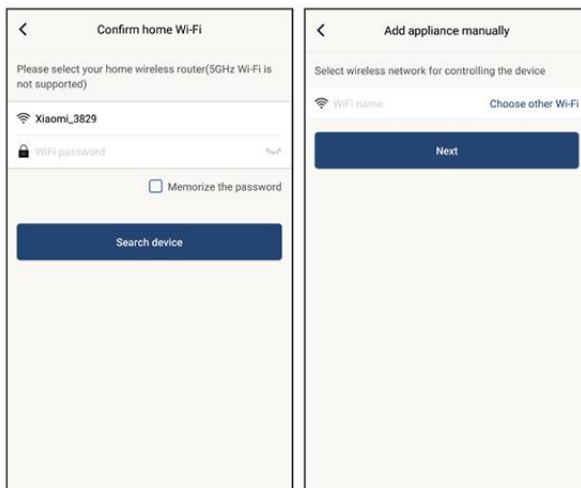 Confirm home Wi-Fi
Please select your home wireless router(5GHz Wi-Fi is
not supported)
Xiaomi_3829
WiFi password
Memorize the password
Search device
Add appliance manually
Select wireless network for controlling the device
WiFi name
Choose other Wi-Fi
Next